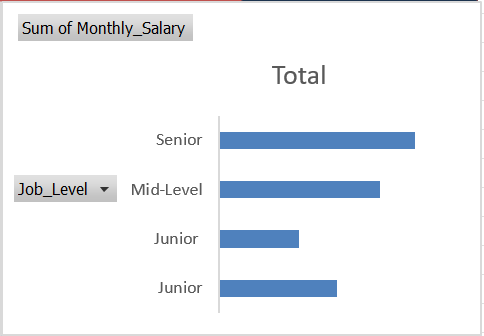 Sum of Monthly_Salary
Total
Senior
Job_Level
Mid-Level
Junior
Junior